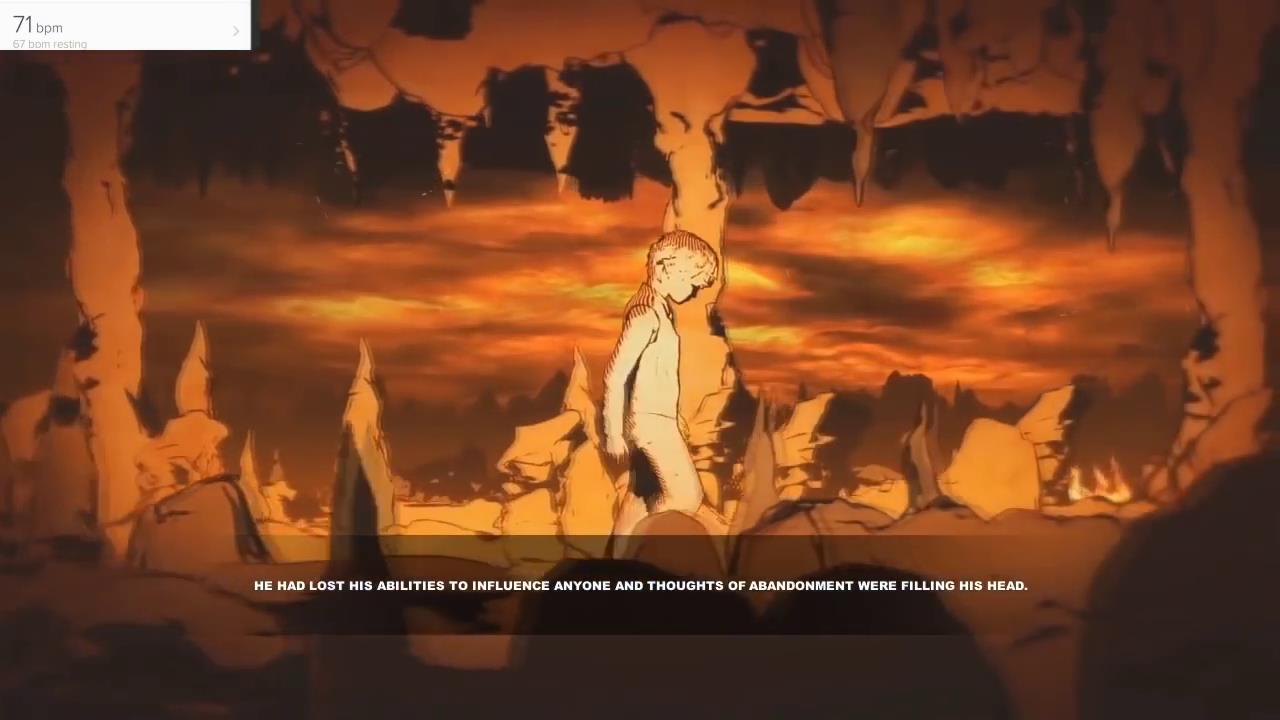 71 bpm
67 bpm resting
HE HAD LOST HIS ABILITIES TO INFLUENCE ANYONE AND THOUGHTS OF ABANDONMENT WERE FILLING HIS HEAD.